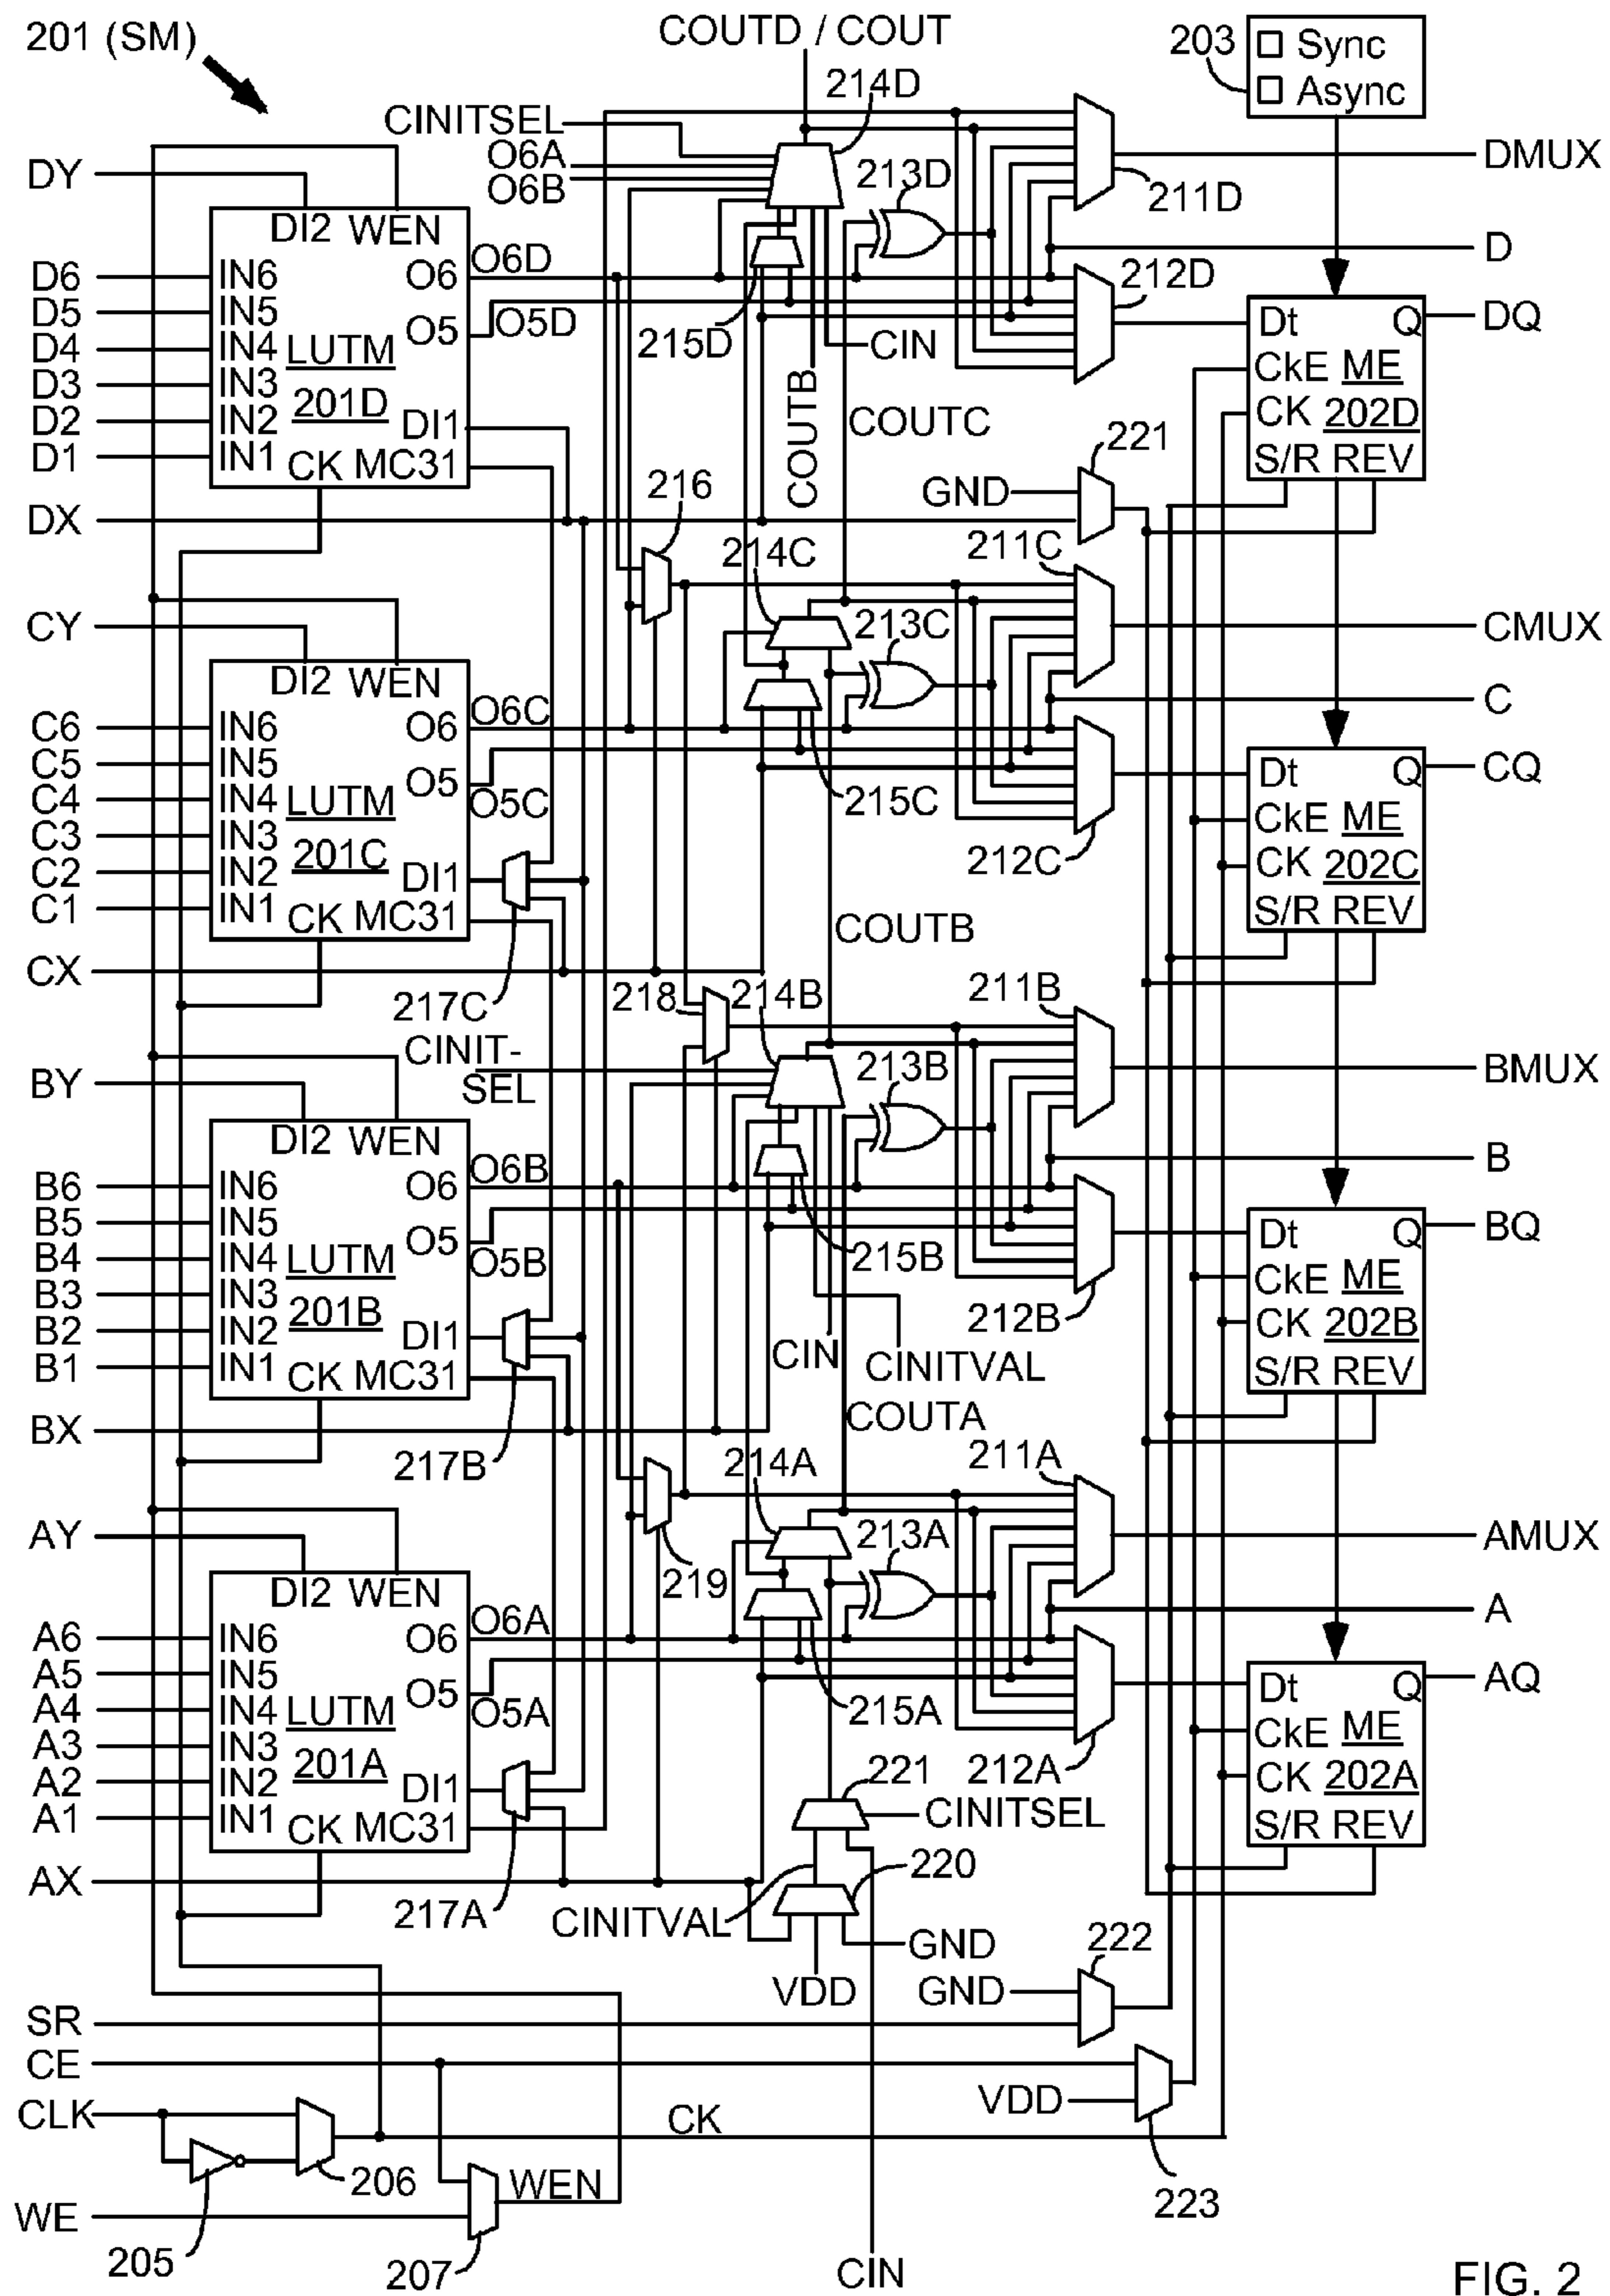 201 (SM)
COUTD / COUT
203
Sync
Async
214D
CINITSEL
O6A
O6B
213D
DMUX
211D
DY
DI2 WEN
D
D6
D5
D4
D3
D2
D1
IN6
IN5
IN4
IN3
IN2
IN1
LUTM
201D
O6
O5
DI1
CK MC31
O6D
O5D
215D
CIN
COUTB
COUTC
212D
Dt
Q
CkE ME
CK 202D
S/R REV
DQ
DX
216
GND
221
214C
211C
CY
DI2 WEN
213C
CMUX
C
C6
C5
C4
C3
C2
C1
IN6
IN5
IN4
IN3
IN2
IN1
LUTM
201C
O6
O5
DI1
CK MC31
O6C
O5C
215C
212C
Dt
Q
CkE ME
CK 202C
S/R REV
CQ
COUTB
CX
217C
218
214B
211B
CINIT-
SEL
BY
DI2 WEN
213B
BMUX
B
B6
B5
B4
B3
B2
B1
IN6
IN5
IN4
IN3
IN2
IN1
LUTM
201B
O6
O5
DI1
CK MC31
O6B
O5B
215B
212B
CIN
CINITVAL
Dt
Q
CkE ME
CK 202B
S/R REV
BQ
COUTA
BX
217B
214A
211A
AY
DI2 WEN
219
213A
AMUX
A
A6
A5
A4
A3
A2
A1
IN6
IN5
IN4
IN3
IN2
IN1
LUTM
201A
O6
O5
DI1
CK MC31
O6A
O5A
215A
212A
Dt
Q
CkE ME
CK 202A
S/R REV
AQ
221
CINITSEL
220
AX
217A
CINITVAL
GND
VDD
222
GND
SR
CE
VDD
223
CLK
CK
205
206
WE
WEN
207
CIN
FIG. 2